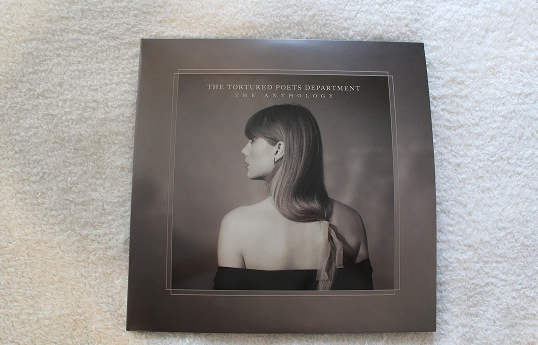 THE TORTURED POETS DEPARTMENT
THE ANTHOLOGY